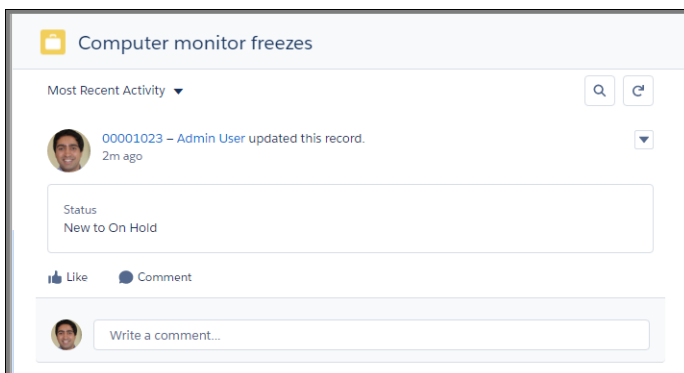 Computer monitor freezes
Most Recent Activity
00001023 – Admin User updated this record.
2m ago
Status
New to On Hold
Like
Comment
Write a comment...